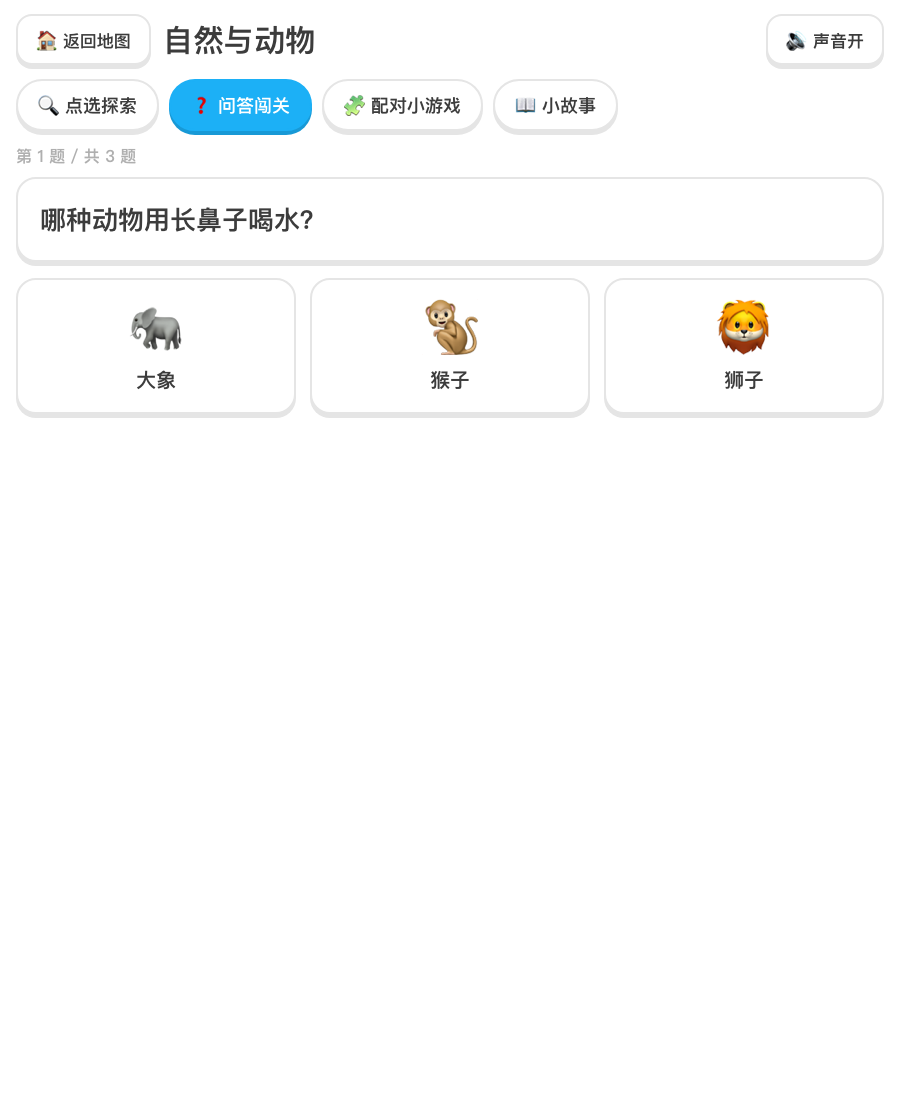 返回地图
自然与动物
声音开
点选探索
问答闯关
配对小游戏
小故事
第 1 题 / 共 3 题
哪种动物用长鼻子喝水?
大象
猴子
狮子